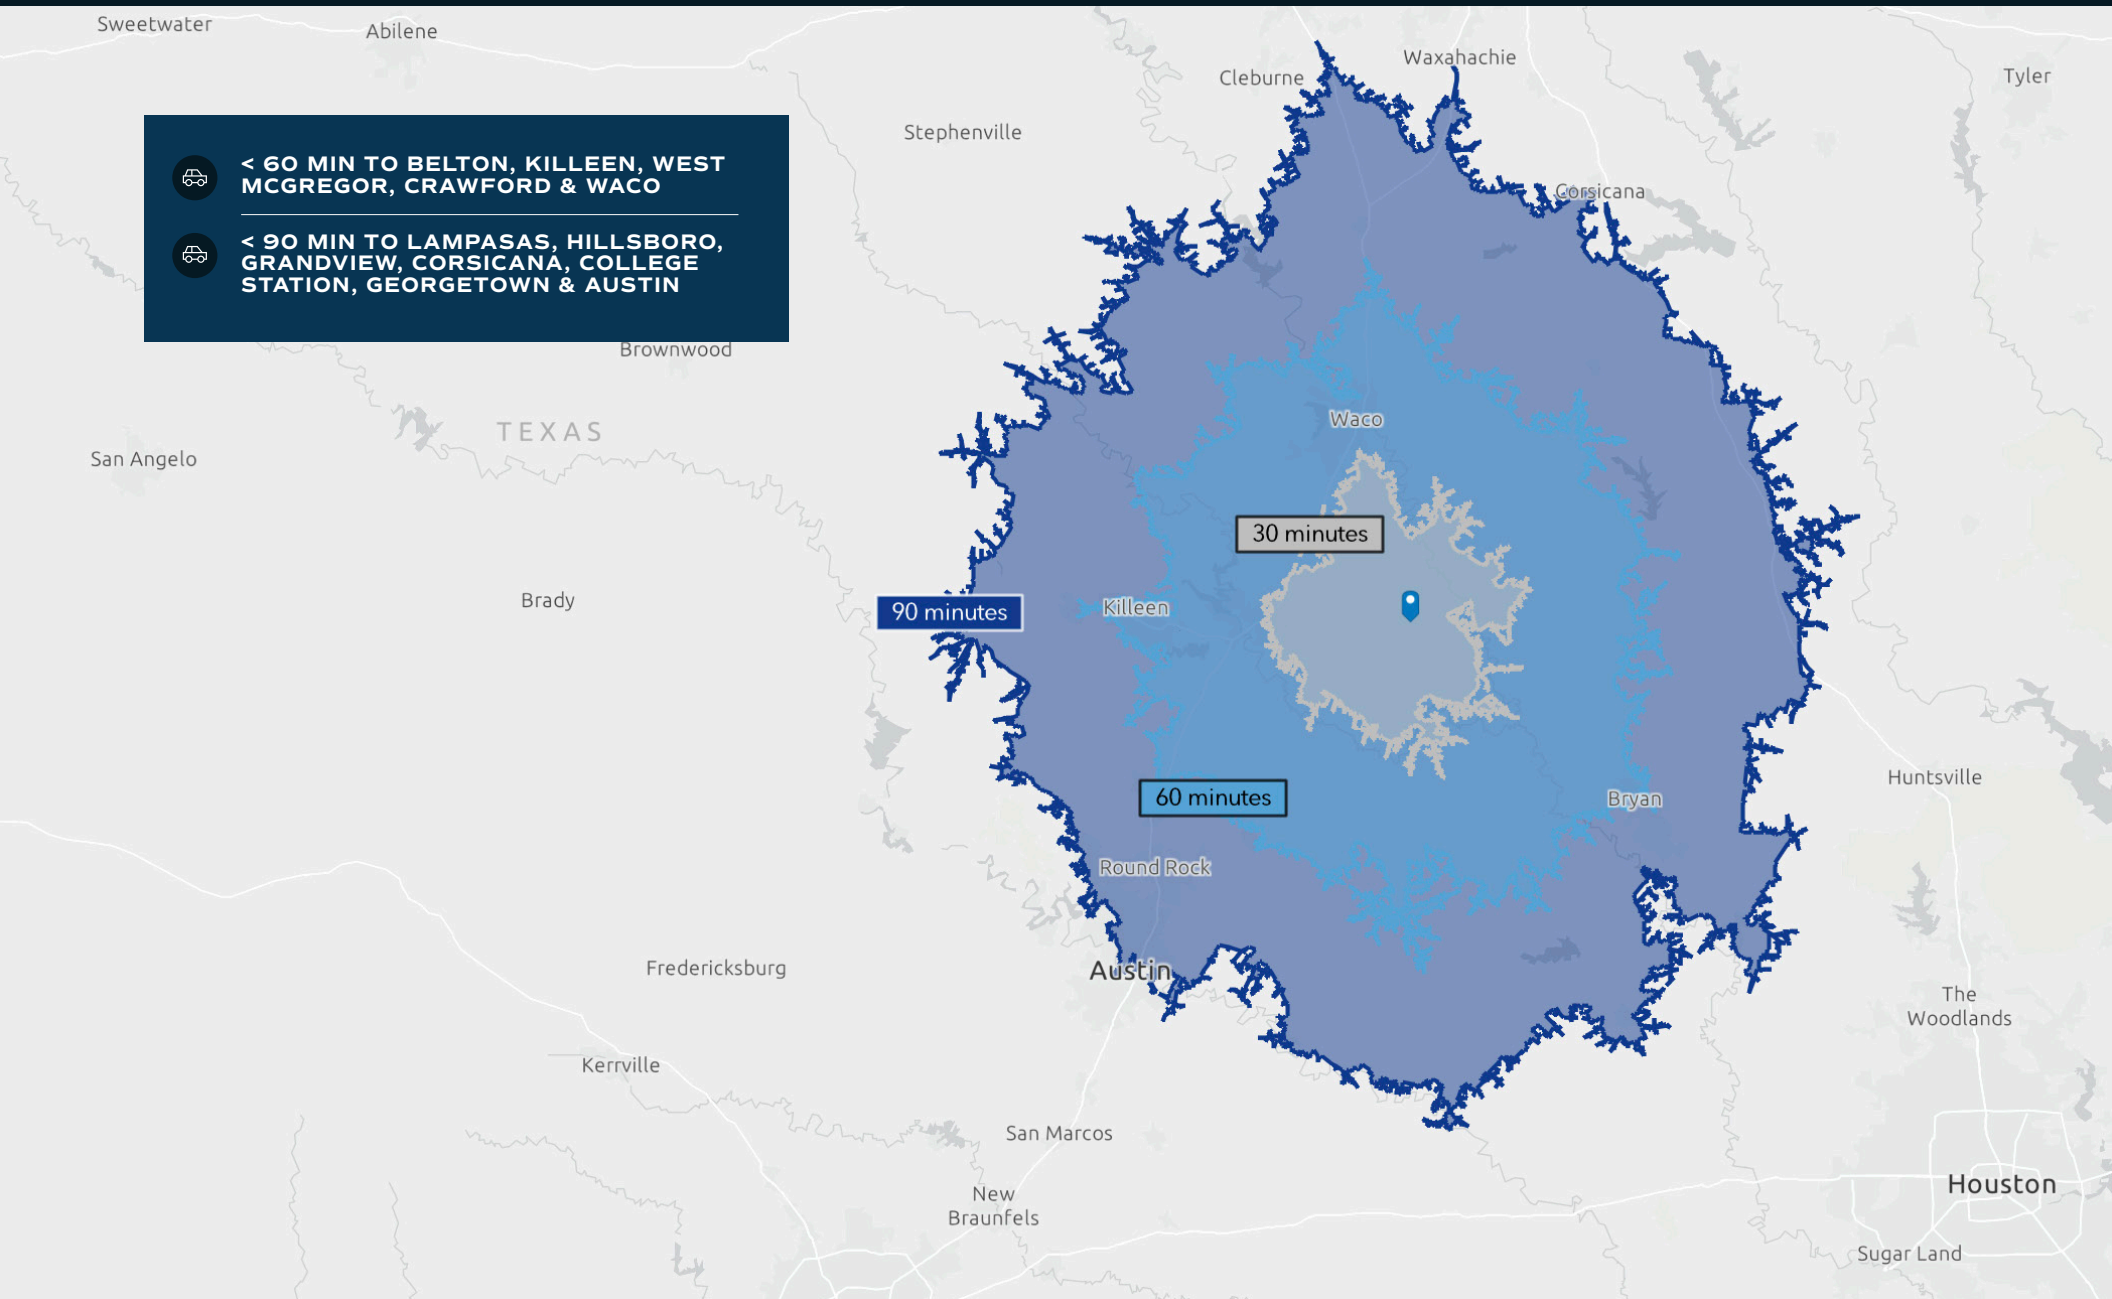 Sweetwater
Abilene
Cleburne
Waxahachie
Tyler
Stephenville
< 60 MIN TO BELTON, KILLEEN, WEST
MCGREGOR, CRAWFORD & WACO
< 90 MIN TO LAMPASAS, HILLSBORO,
GRANDVIEW, CORSICANA, COLLEGE
STATION, GEORGETOWN & AUSTIN
Corsicana
Brownwood
TEXAS
Waco
San Angelo
30 minutes
Brady
90 minutes
Killeen
Huntsville
60 minutes
Bryan
Round Rock
Fredericksburg
Austin
The
Woodlands
Kerrville
San Marcos
New
Braunfels
Houston
Sugar Land